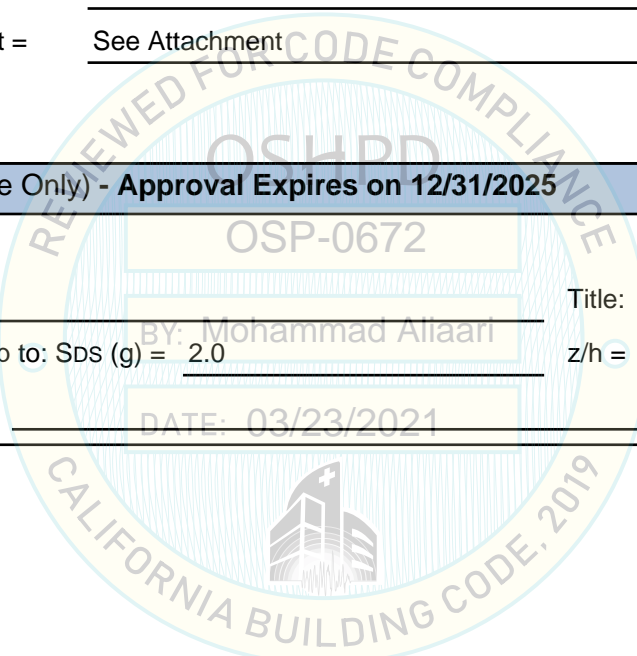 t = See Attachment
REVIEWED FOR CODE COMPLIANCE
OSHPD
e Only) - Approval Expires on 12/31/2025
OSP-0672
Title:
BY: Mohammad Aliaari
o to: SDS (g) = 2.0 z/h =
DATE: 03/23/2021
CALIFORNIA BUILDING CODE, 2019